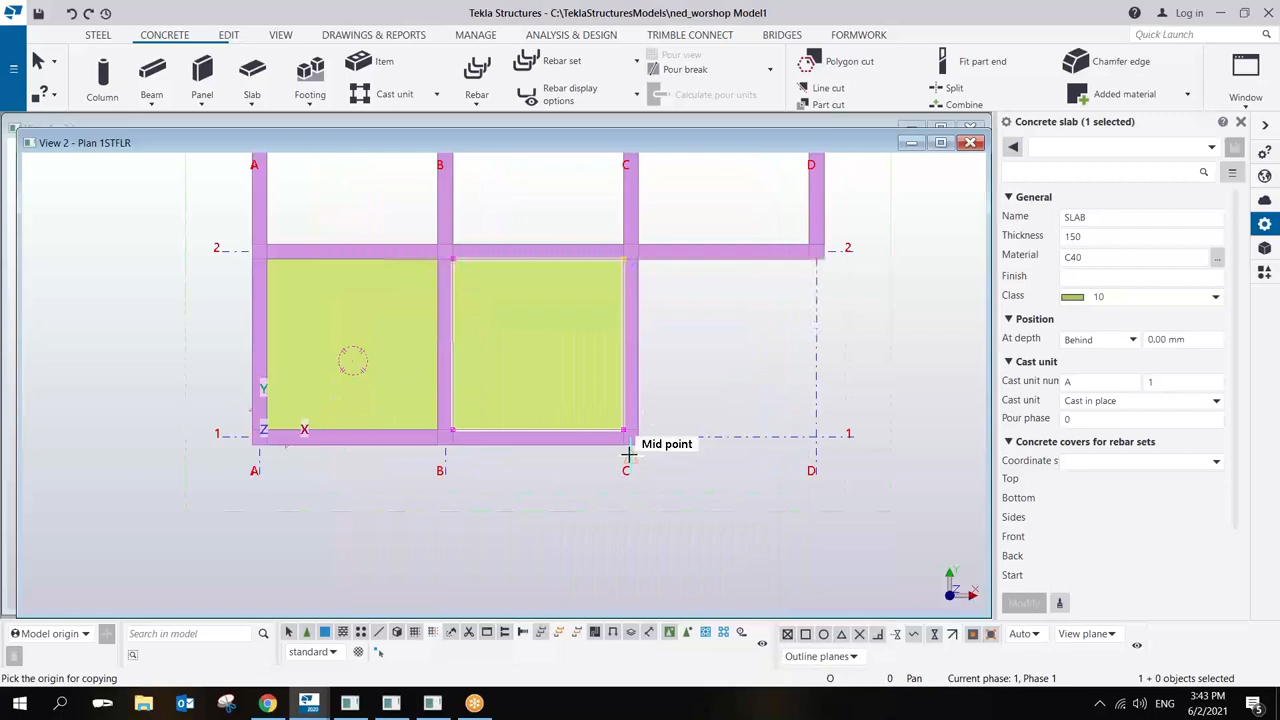 Tekla Structures - C:\TeklaStructuresModels\ned_workshop Model1
Log in
STEEL CONCRETE EDIT VIEW DRAWINGS & REPORTS MANAGE ANALYSIS & DESIGN TRIMBLE CONNECT BRIDGES FORMWORK
Quick Launch
Column
Beam
Panel
Slab
Footing
Item
Cast unit
Rebar
Rebar set
Rebar display options
Pour view
Pour break
Calculate pour units
Polygon cut
Line cut
Part cut
Fit part end
Split
Combine
Chamfer edge
Added material
Window
View 2 - Plan 1STFLR
A B C D
2 2
Y
Z X
1 1
Mid point
A B C D
Y
Z X
Concrete slab (1 selected)
General
Name SLAB
Thickness 150
Material C40 ...
Finish
Class 10
Position
At depth Behind 0.00 mm
Cast unit
Cast unit num A 1
Cast unit Cast in place
Pour phase 0
Concrete covers for rebar sets
Coordinate s
Top
Bottom
Sides
Front
Back
Start
Modify
Model origin
Search in model
standard
Auto
View plane
Outline planes
Pick the origin for copying
O 0 Pan Current phase: 1, Phase 1 1 + 0 objects selected
2020
ENG
3:43 PM
6/2/2021
5